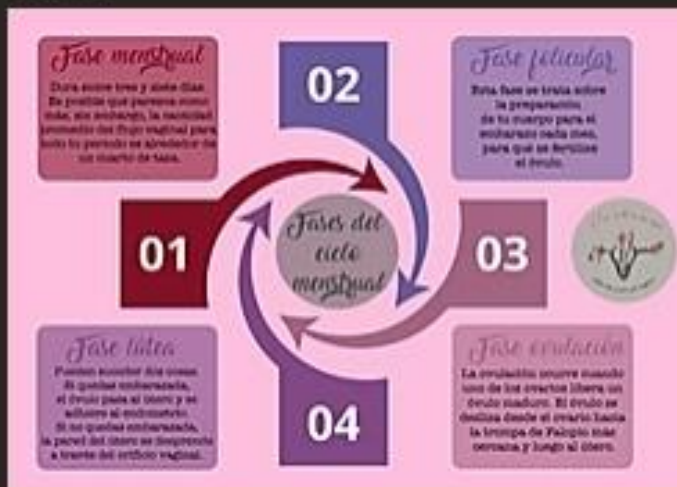 Fase menstrual
Dura entre tres y siete días.
Es posible que parezca como
más, sin embargo, la cantidad
promedio del flujo vaginal para
todo tu periodo es alrededor de
un cuarto de taza.
01
02
Fase folicular
Esta fase se trata sobre
la preparación
de tu cuerpo para el
embarazo cada mes,
para que se fertilice
el óvulo.
Fases del
ciclo
menstrual
03
Fase ovulación
La ovulación ocurre cuando
uno de los ovarios libera un
óvulo maduro. El óvulo se
desliza desde el ovario hacia
la trompa de Falopio más
cercana y luego al útero.
04
Fase lútea
Pueden suceder dos cosas.
Si quedas embarazada,
el óvulo pasa al útero y se
adhiere al endometrio.
Si no quedas embarazada,
la pared del útero se desprende
a través del orificio vaginal.